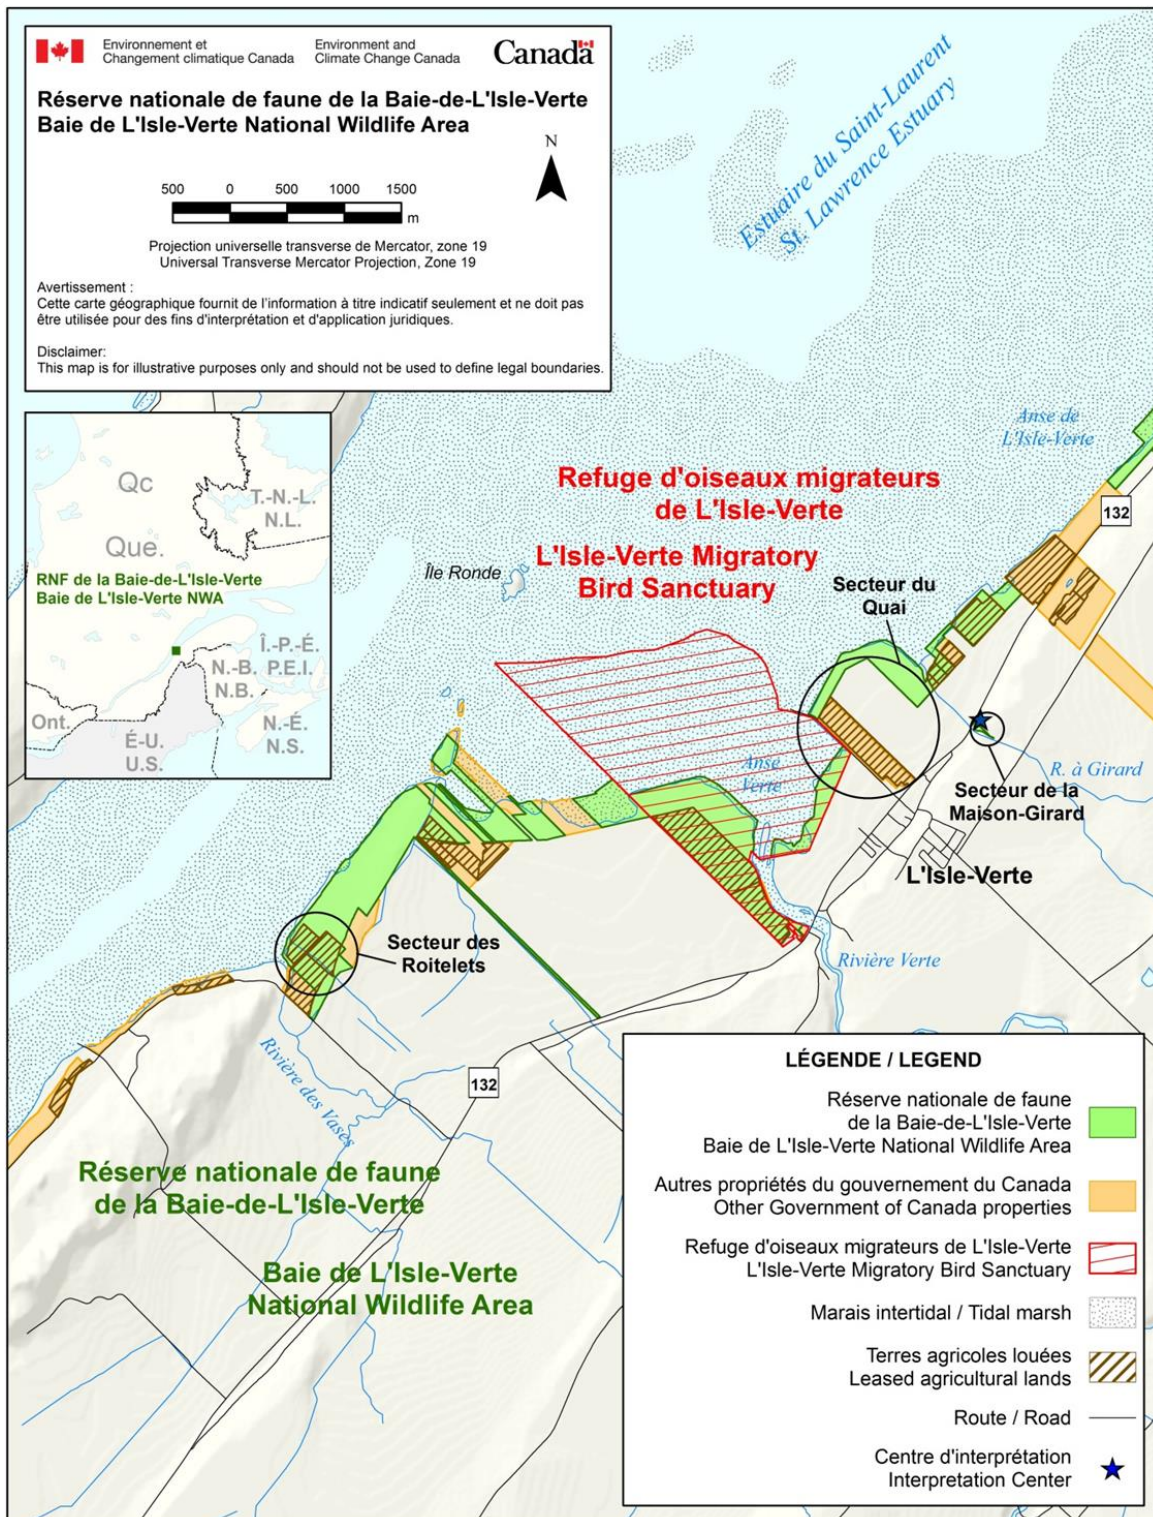 Environnement et
Changement climatique Canada
Environment and
Climate Change Canada
Canada
Réserve nationale de faune de la Baie-de-L'Isle-Verte
Baie de L'Isle-Verte National Wildlife Area
N
500 0 500 1000 1500
m
Projection universelle transverse de Mercator, zone 19
Universal Transverse Mercator Projection, Zone 19
Avertissement :
Cette carte géographique fournit de l'information à titre indicatif seulement et ne doit pas
être utilisée pour des fins d'interprétation et d'application juridiques.
Disclaimer:
This map is for illustrative purposes only and should not be used to define legal boundaries.
Estuaire du Saint-Laurent
St. Lawrence Estuary
Qc
Que.
T.-N.-L.
N.L.
RNF de la Baie-de-L'Isle-Verte
Baie de L'Isle-Verte NWA
Î.-P.-É.
P.E.I.
N.-B.
N.B.
Ont.
É-U.
U.S.
N.-É.
N.S.
Anse de
L'Isle-Verte
132
Refuge d'oiseaux migrateurs
de L'Isle-Verte
L'Isle-Verte Migratory
Bird Sanctuary
Île Ronde
Secteur du
Quai
Anse
Verte
R. à Girard
Secteur de la
Maison-Girard
L'Isle-Verte
Secteur des
Roitelets
Rivière Verte
Rivière des Vases
132
Réserve nationale de faune
de la Baie-de-L'Isle-Verte
Baie de L'Isle-Verte
National Wildlife Area
LÉGENDE / LEGEND
Réserve nationale de faune
de la Baie-de-L'Isle-Verte
Baie de L'Isle-Verte National Wildlife Area
Autres propriétés du gouvernement du Canada
Other Government of Canada properties
Refuge d'oiseaux migrateurs de L'Isle-Verte
L'Isle-Verte Migratory Bird Sanctuary
Marais intertidal / Tidal marsh
Terres agricoles louées
Leased agricultural lands
Route / Road
Centre d'interprétation
Interpretation Center